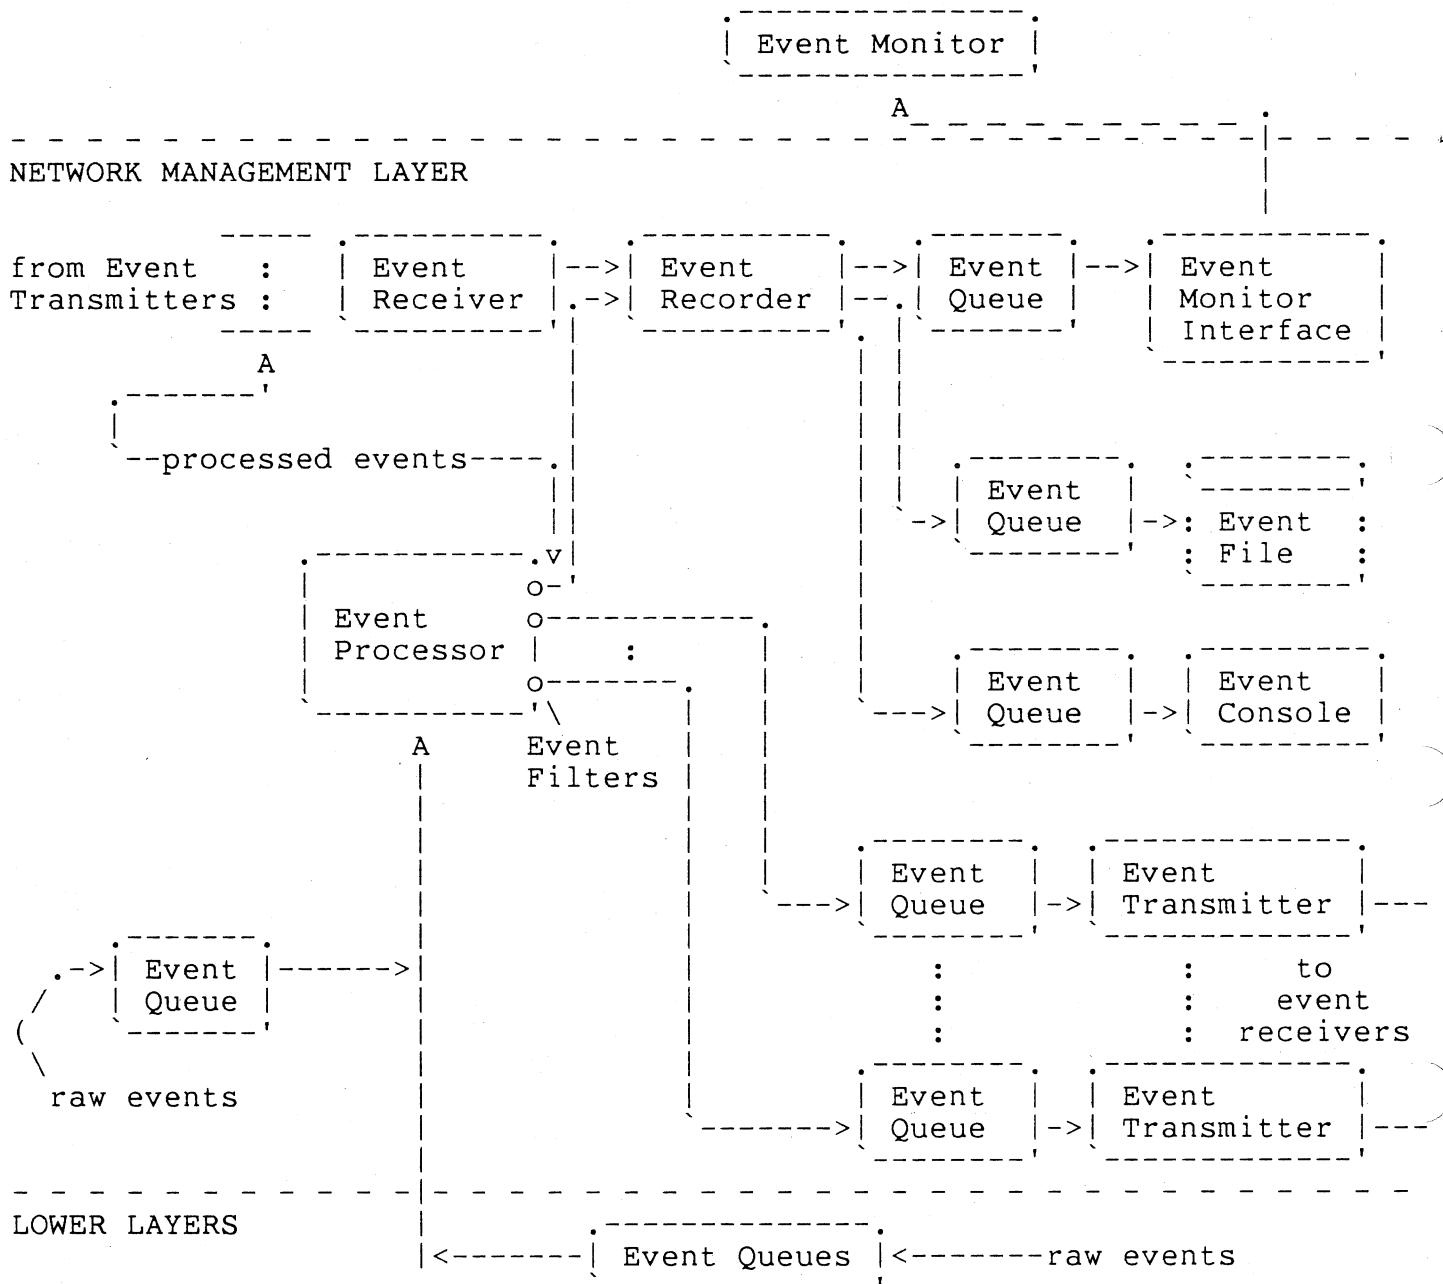 Event Monitor
NETWORK MANAGEMENT LAYER
from Event
Transmitters
Event
Receiver
Event
Recorder
Event
Queue
Event
Monitor
Interface
processed events
Event
Queue
Event
File
Event
Processor
Event
Queue
Event
Console
Event
Filters
Event
Queue
Event
Transmitter
Event
Queue
to
event
receivers
raw events
Event
Queue
Event
Transmitter
LOWER LAYERS
Event Queues
raw events